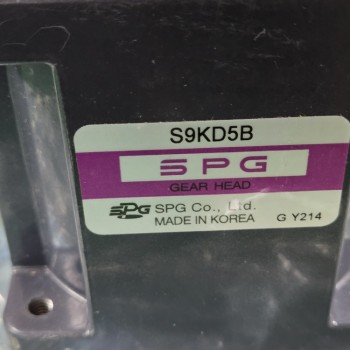 S9KD5B
SPG
GEAR HEAD
SPG SPG Co., Ltd.
MADE IN KOREA G Y214